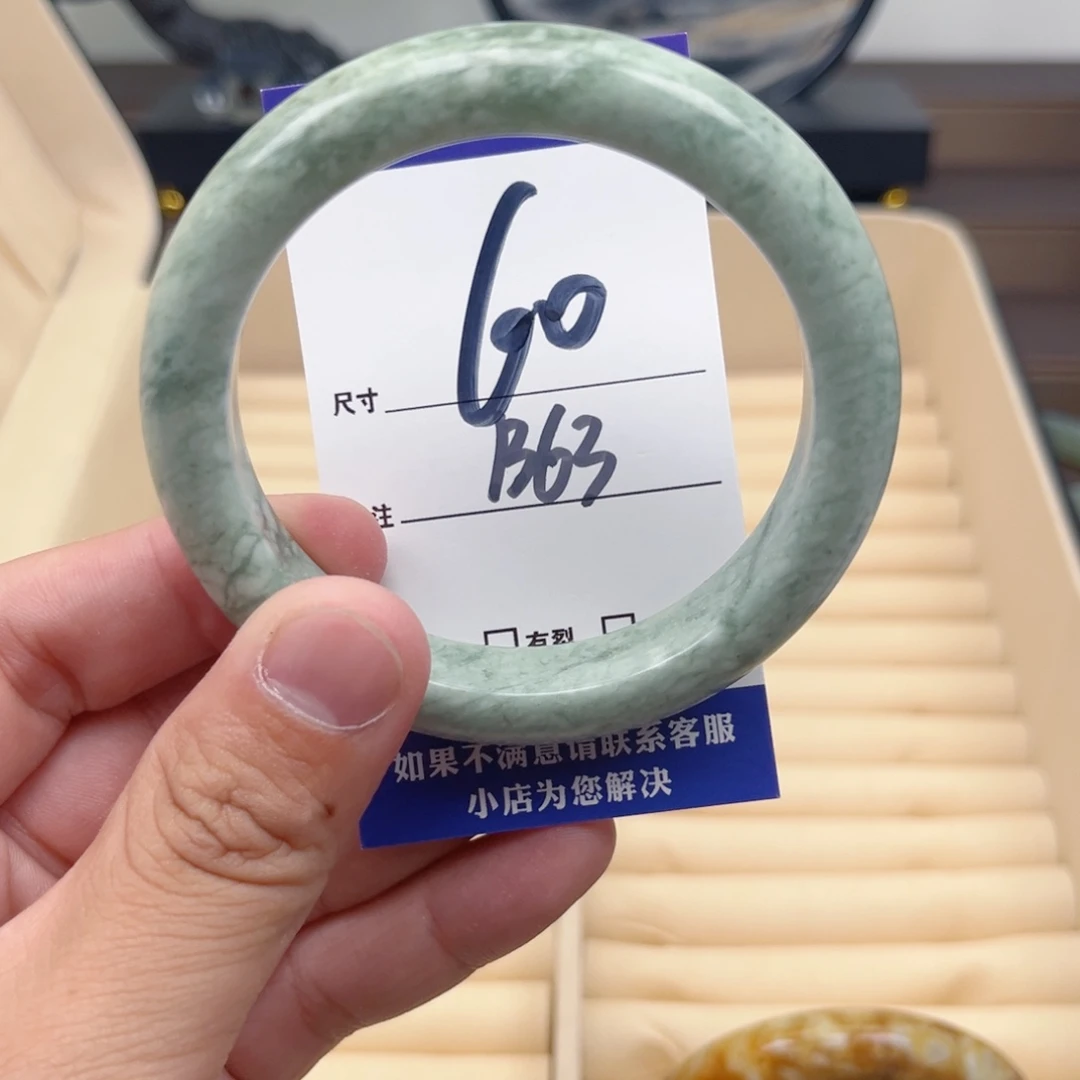 尺寸 60
注 B63
□有裂 □
如果不满意请联系客服
小店为您解决